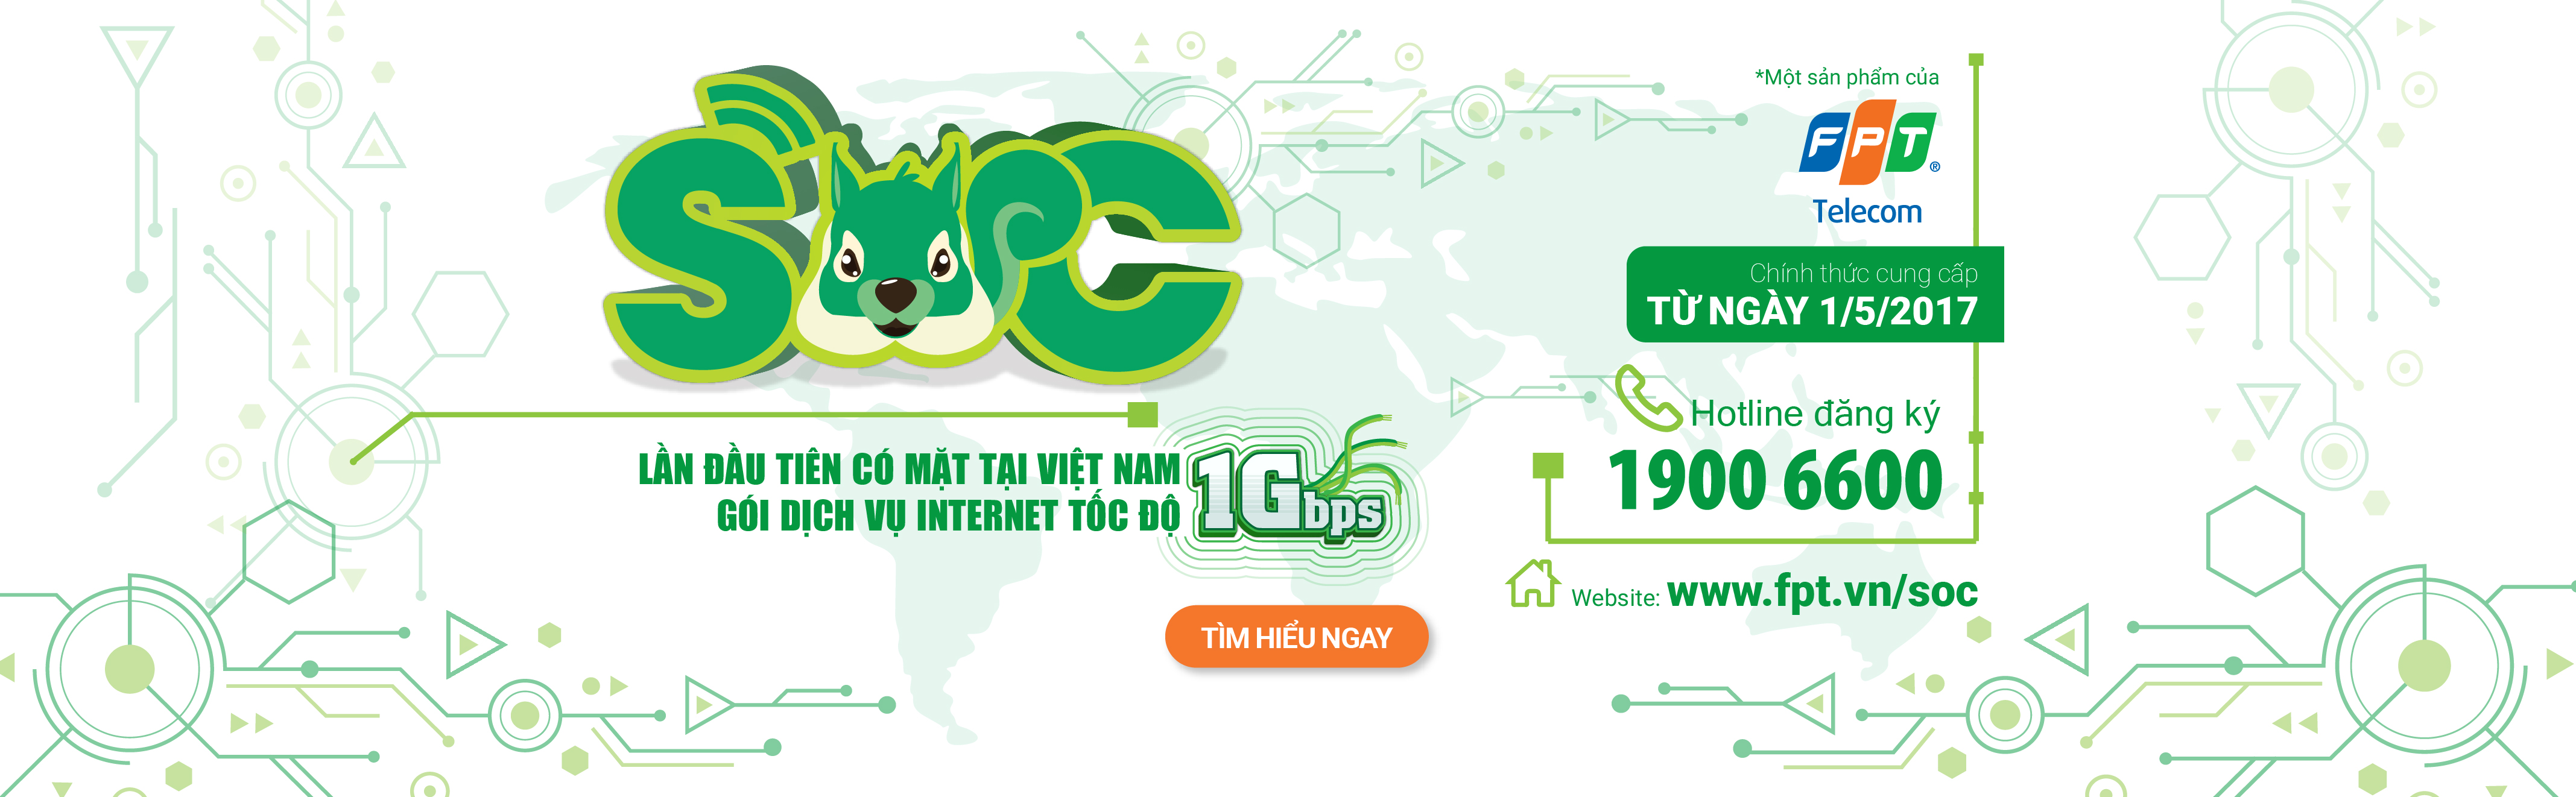 SÓC
LẦN ĐẦU TIÊN CÓ MẶT TẠI VIỆT NAM
GÓI DỊCH VỤ INTERNET TỐC ĐỘ
1Gbps
TÌM HIỂU NGAY
*Một sản phẩm của
FPT®
Telecom
Chính thức cung cấp
TỪ NGÀY 1/5/2017
Hotline đăng ký
1900 6600
Website: www.fpt.vn/soc